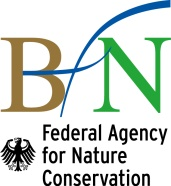 BfN
Federal Agency
for Nature
Conservation